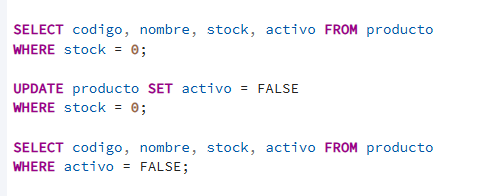 SELECT codigo, nombre, stock, activo FROM producto
WHERE stock = 0;
UPDATE producto SET activo = FALSE
WHERE stock = 0;
SELECT codigo, nombre, stock, activo FROM producto
WHERE activo = FALSE;